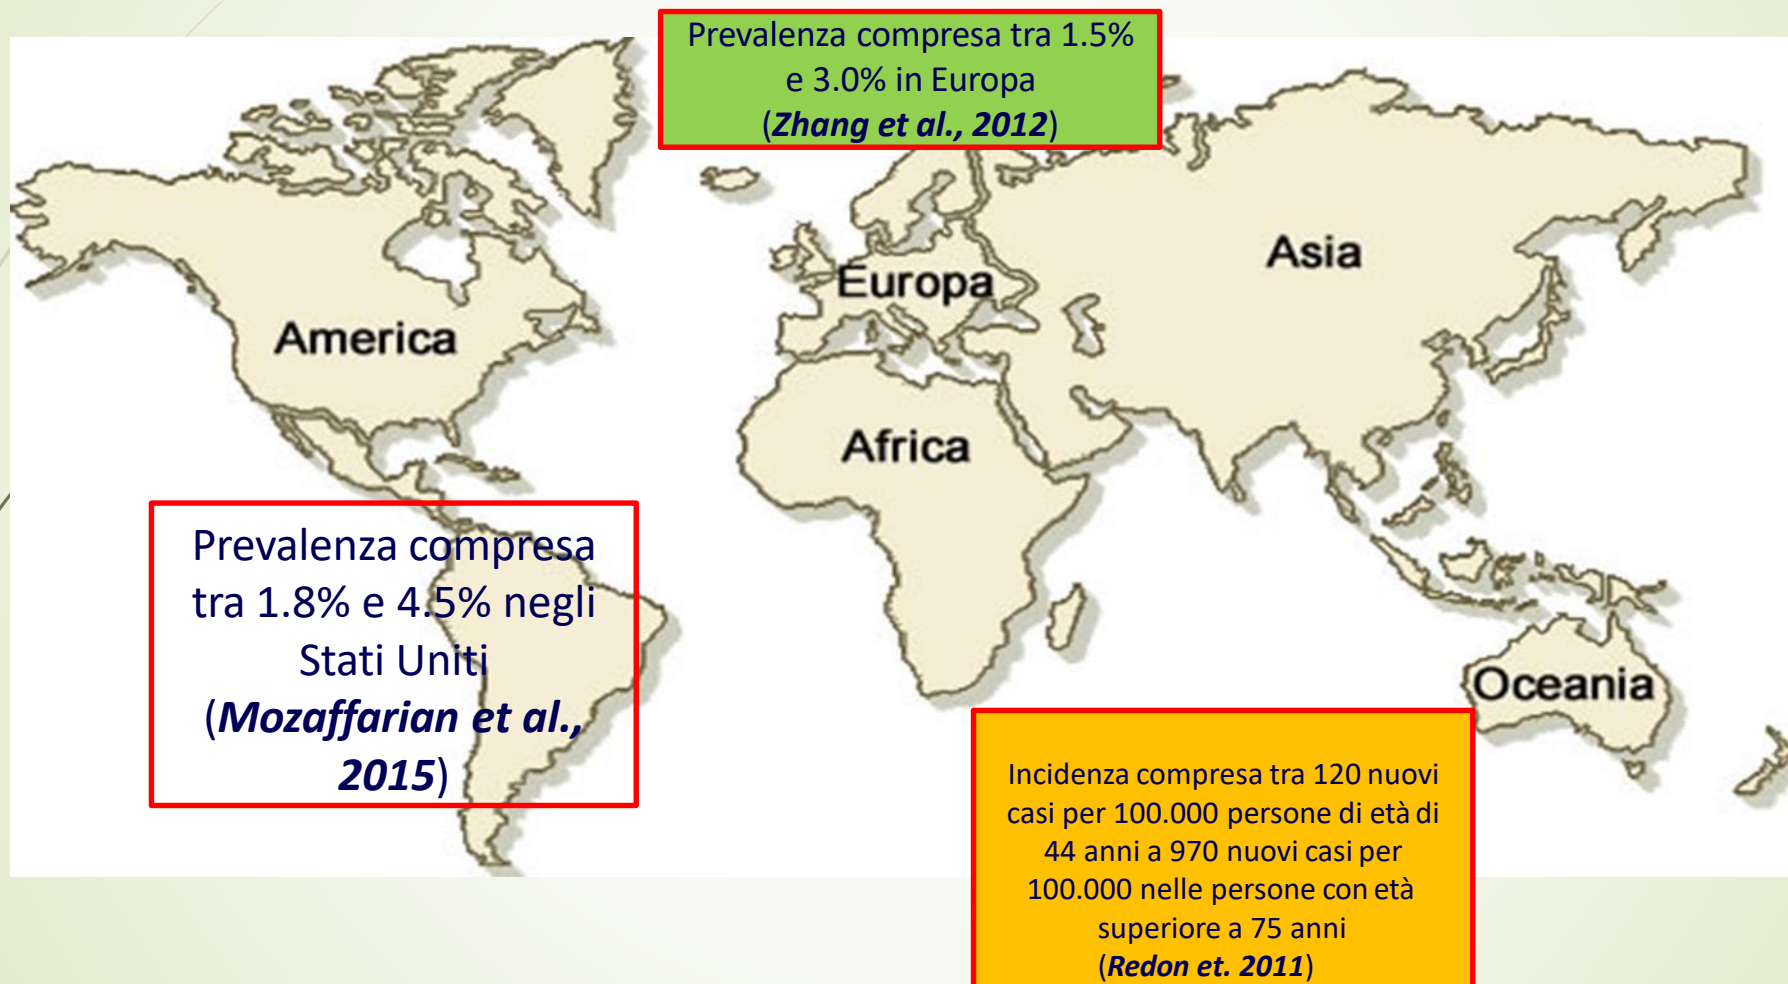 Prevalenza compresa tra 1.5%
e 3.0% in Europa
(Zhang et al., 2012)
America
Europa
Asia
Africa
Oceania
Prevalenza compresa
tra 1.8% e 4.5% negli
Stati Uniti
(Mozaffarian et al.,
2015)
Incidenza compresa tra 120 nuovi
casi per 100.000 persone di età di
44 anni a 970 nuovi casi per
100.000 nelle persone con età
superiore a 75 anni
(Redon et. 2011)